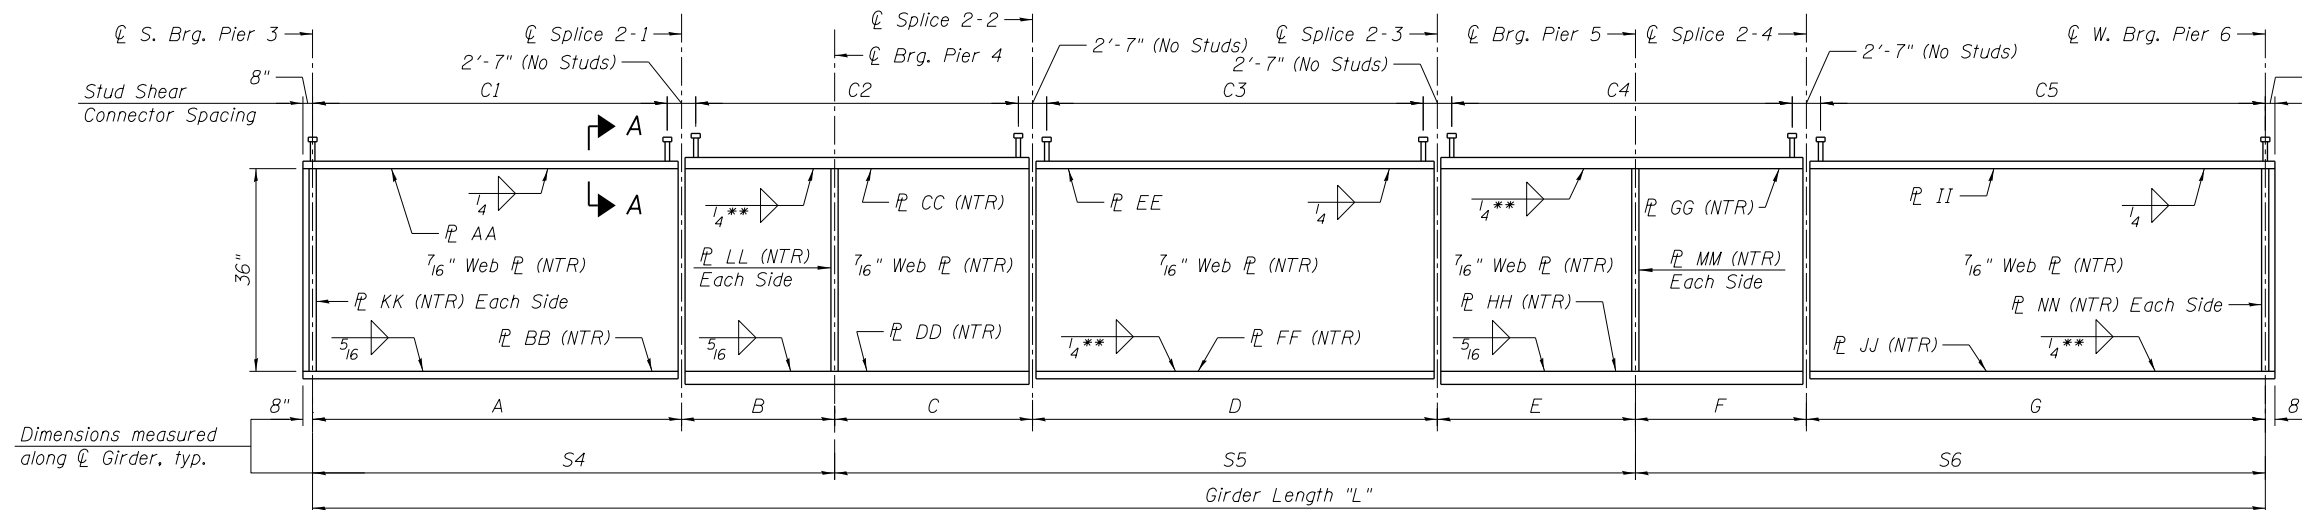 ℄ S. Brg. Pier 3
℄ Splice 2-1
℄ Splice 2-2
℄ Brg. Pier 4
℄ Splice 2-3
℄ Brg. Pier 5
℄ Splice 2-4
℄ W. Brg. Pier 6
8"
2'-7" (No Studs)
2'-7" (No Studs)
2'-7" (No Studs)
2'-7" (No Studs)
Stud Shear
Connector Spacing
C1
C2
C3
C4
C5
A
A
1/4
1/4**
1/4
1/4**
1/4
℄ AA
℄ CC (NTR)
℄ EE
℄ GG (NTR)
℄ II
36"
7/16" Web ℄ (NTR)
℄ LL (NTR)
Each Side
7/16" Web ℄ (NTR)
7/16" Web ℄ (NTR)
7/16" Web ℄ (NTR)
℄ MM (NTR)
Each Side
7/16" Web ℄ (NTR)
℄ KK (NTR) Each Side
℄ HH (NTR)
℄ NN (NTR) Each Side
5/16
℄ BB (NTR)
5/16
℄ DD (NTR)
1/4**
℄ FF (NTR)
5/16
℄ JJ (NTR)
1/4**
8"
A
B
C
D
E
F
G
8
Dimensions measured
along ℄ Girder, typ.
S4
S5
S6
Girder Length "L"